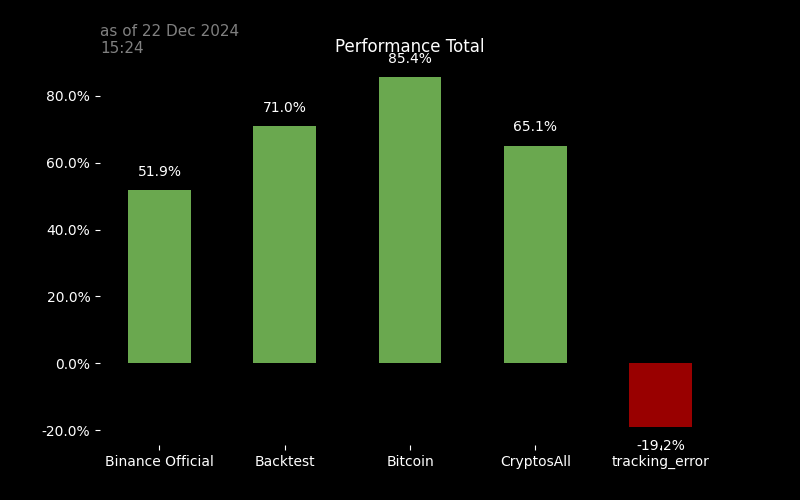 as of 22 Dec 2024
15:24
Performance Total
85.4%
80.0%
71.0%
65.1%
60.0%
51.9%
40.0%
20.0%
0.0%
-20.0%
-19.2%
Binance Official
Backtest
Bitcoin
CryptosAll
tracking_error